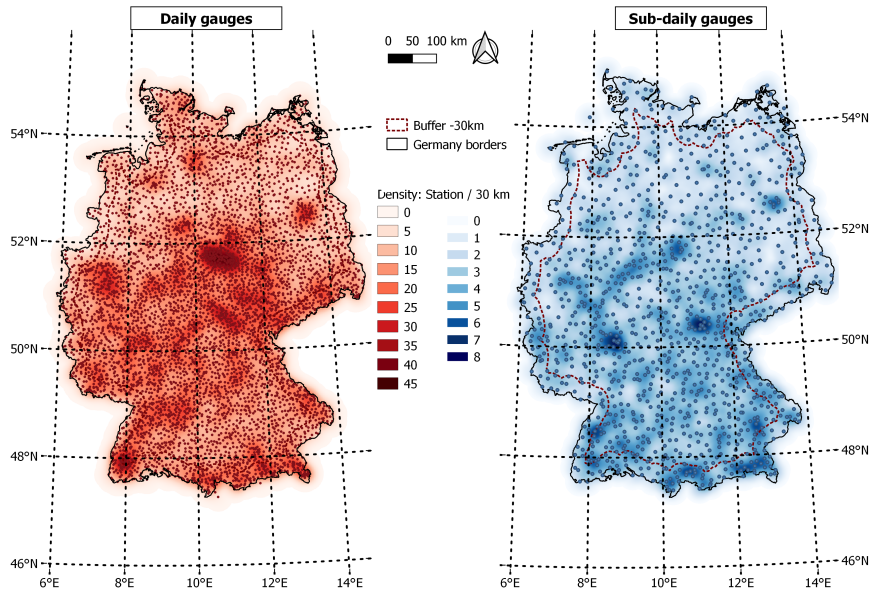 Daily gauges
Sub-daily gauges
0 50 100 km
Buffer -30km
Germany borders
Density: Station / 30 km
0
5
10
15
20
25
30
35
40
45
0
1
2
3
4
5
6
7
8
54°N
52°N
50°N
48°N
46°N
6°E 8°E 10°E 12°E 14°E
54°N
52°N
50°N
48°N
46°N
6°E 8°E 10°E 12°E 14°E